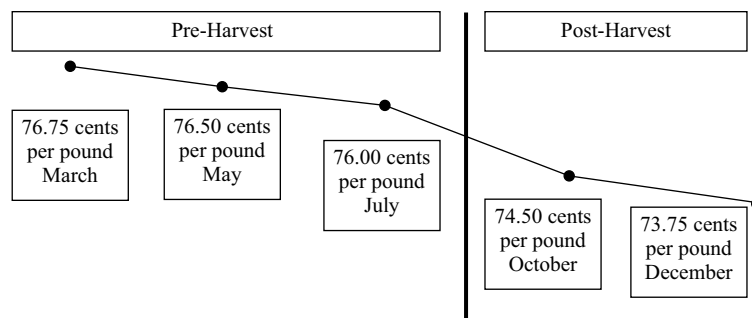 Pre-Harvest
Post-Harvest
76.75 cents
per pound
March
76.50 cents
per pound
May
76.00 cents
per pound
July
74.50 cents
per pound
October
73.75 cents
per pound
December